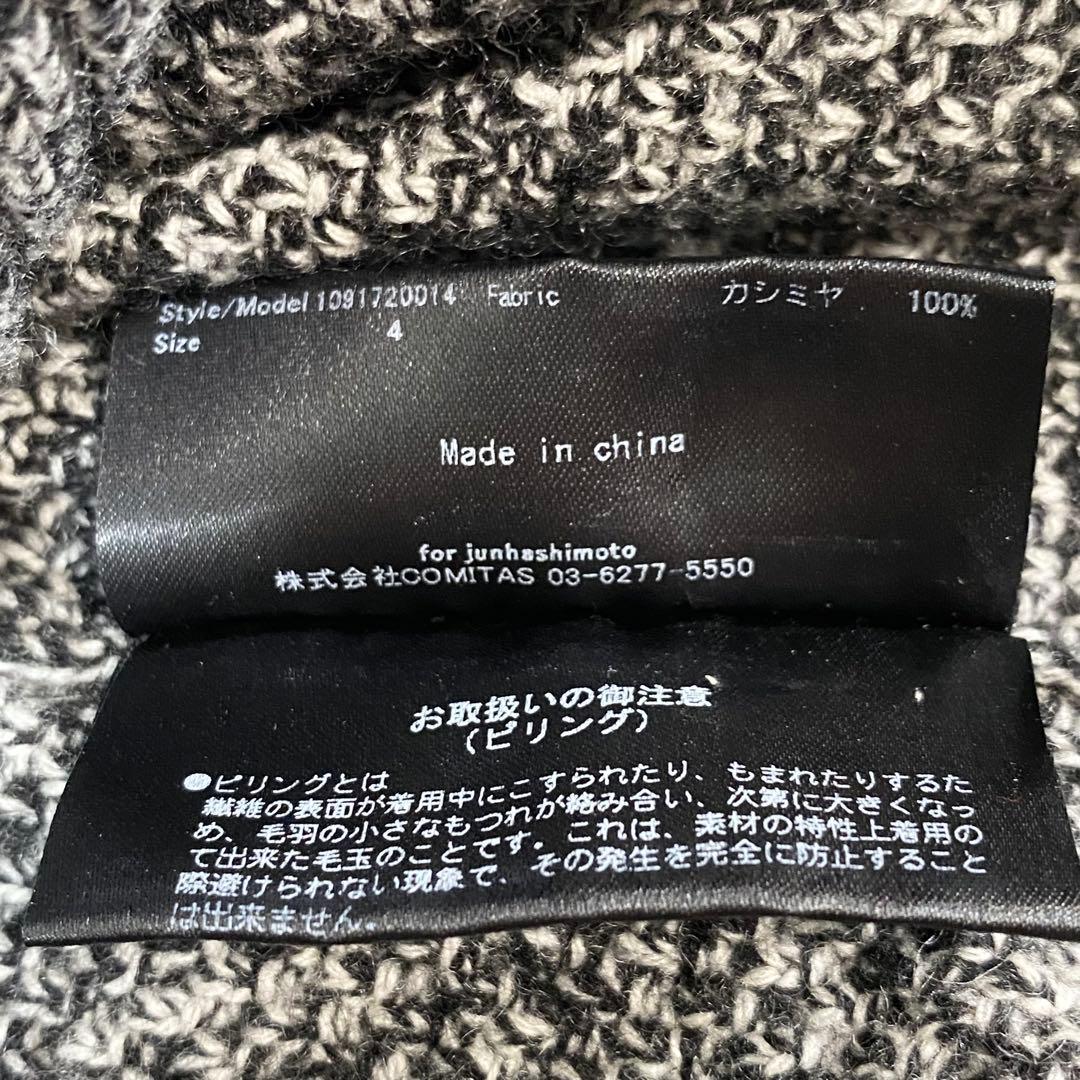 Style/Model 1091720014 Fabric カシミヤ 100%
Size 4
Made in china
for junhashimoto
株式会社COMITAS 03-6277-5550
お取扱いの御注意
(ピリング)
●ピリングとは
繊維の表面が着用中にこすられたり、もまれたりするた
め、毛羽の小さなもつれが絡み合い、次第に大きくなっ
て出来た毛玉のことです。これは、素材の特性上着用の
際避けられない現象で、その発生を完全に防止すること
は出来ません。